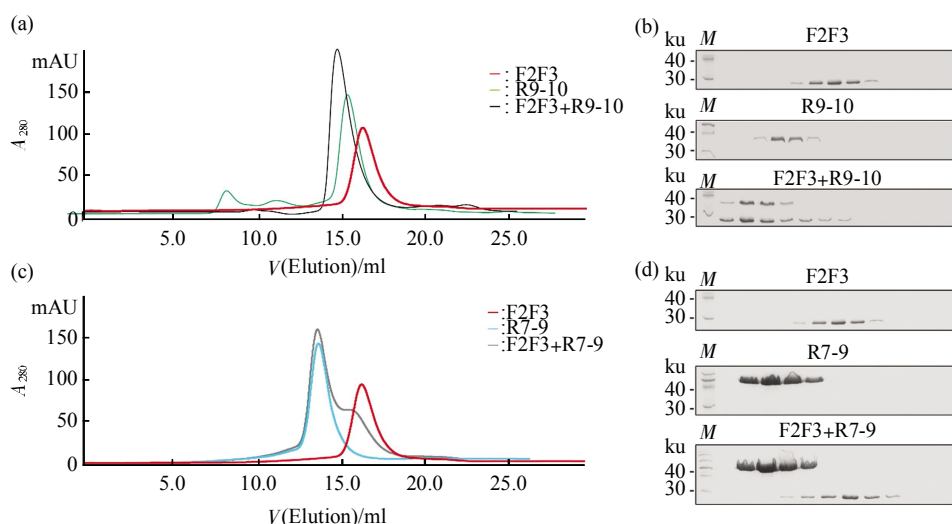 (a)
mAU
150
100
50
0
A280
5.0 10.0 15.0 20.0 25.0
V(Elution)/ml
: F2F3
: R9-10
: F2F3+R9-10
(b)
ku M F2F3
40
30
R9-10
ku M
40
30
F2F3+R9-10
ku M
40
30
(c)
mAU
150
100
50
0
A280
5.0 10.0 15.0 20.0 25.0
V(Elution)/ml
:F2F3
:R7-9
:F2F3+R7-9
(d)
ku M F2F3
40
30
R7-9
ku M
40
30
F2F3+R7-9
ku M
40
30